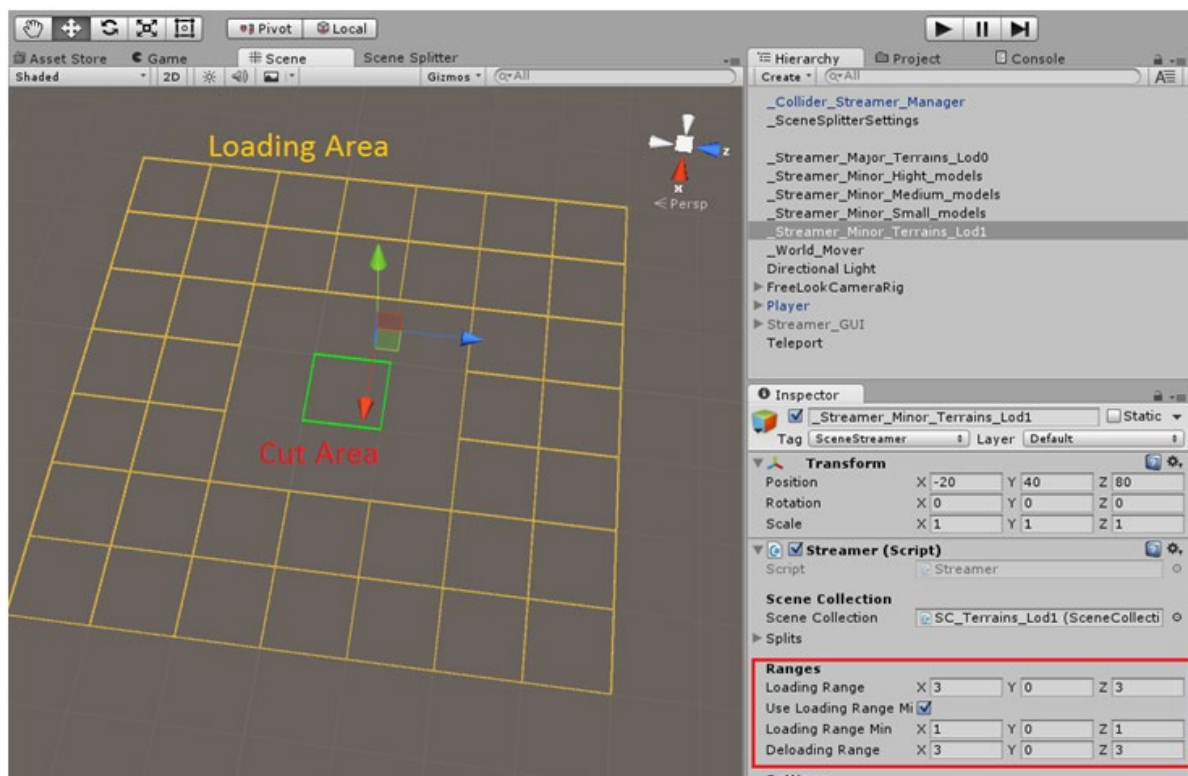 Pivot Local
Asset Store Game Scene Scene Splitter
Shaded 2D Gizmos All
Loading Area
x
z
Persp
Cut Area
Hierarchy Project Console
Create All
_Collider_Streamer_Manager
_SceneSplitterSettings
_Streamer_Major_Terrains_Lod0
_Streamer_Minor_Hight_models
_Streamer_Minor_Medium_models
_Streamer_Minor_Small_models
_Streamer_Minor_Terrains_Lod1
_World_Mover
Directional Light
FreeLookCameraRig
Player
Streamer_GUI
Teleport
Inspector
_Streamer_Minor_Terrains_Lod1 Static
Tag SceneStreamer Layer Default
Transform
Position X -20 Y 40 Z 80
Rotation X 0 Y 0 Z 0
Scale X 1 Y 1 Z 1
Streamer (Script)
Script Streamer
Scene Collection
Scene Collection SC_Terrains_Lod1 (SceneCollecti
Splits
Ranges
Loading Range X 3 Y 0 Z 3
Use Loading Range Mi
Loading Range Min X 1 Y 0 Z 1
Deloading Range X 3 Y 0 Z 3